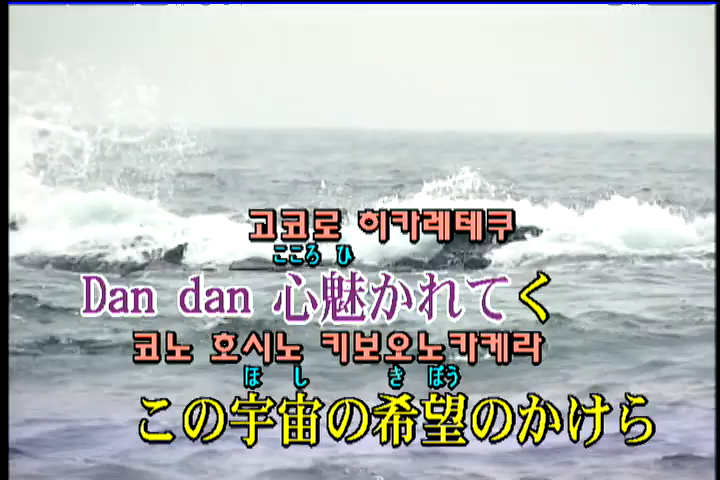 고코로 히카레테쿠
こころ ひ
Dan dan 心魅かれてく
코노 호시노 키보오노카케라
ほ し き ぼう
この宇宙の希望のかけら